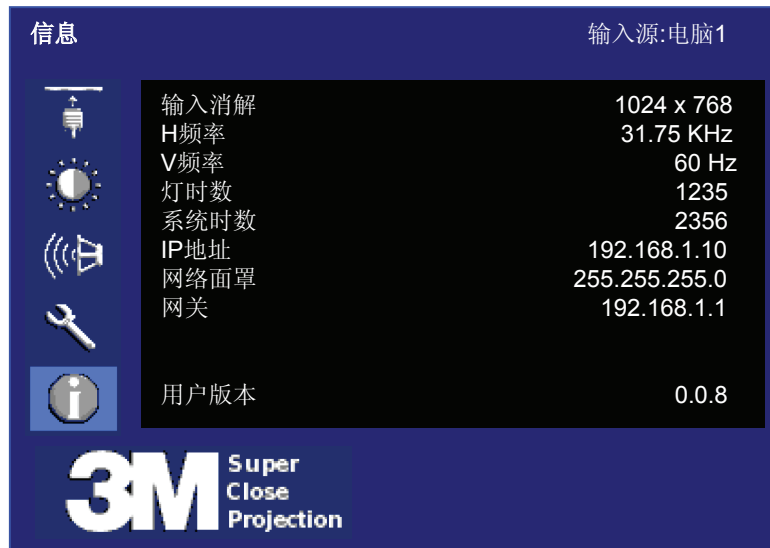 信息
输入源:电脑1
输入消解 1024 x 768
H频率 31.75 KHz
V频率 60 Hz
灯时数 1235
系统时数 2356
IP地址 192.168.1.10
网络面罩 255.255.255.0
网关 192.168.1.1
用户版本 0.0.8
3M
Super
Close
Projection